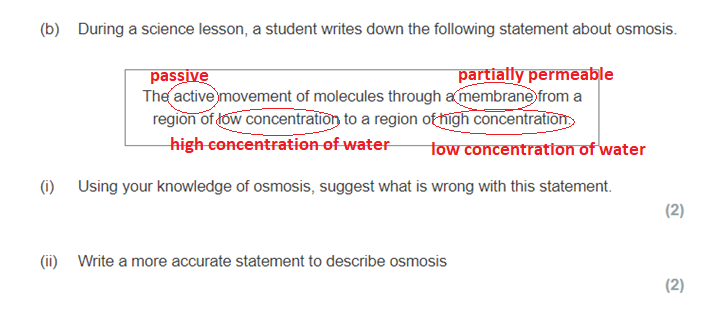 (b) During a science lesson, a student writes down the following statement about osmosis.
passive partially permeable
The active movement of molecules through a membrane from a
region of low concentration to a region of high concentration.
high concentration of water low concentration of water
(i) Using your knowledge of osmosis, suggest what is wrong with this statement.
(2)
(ii) Write a more accurate statement to describe osmosis
(2)